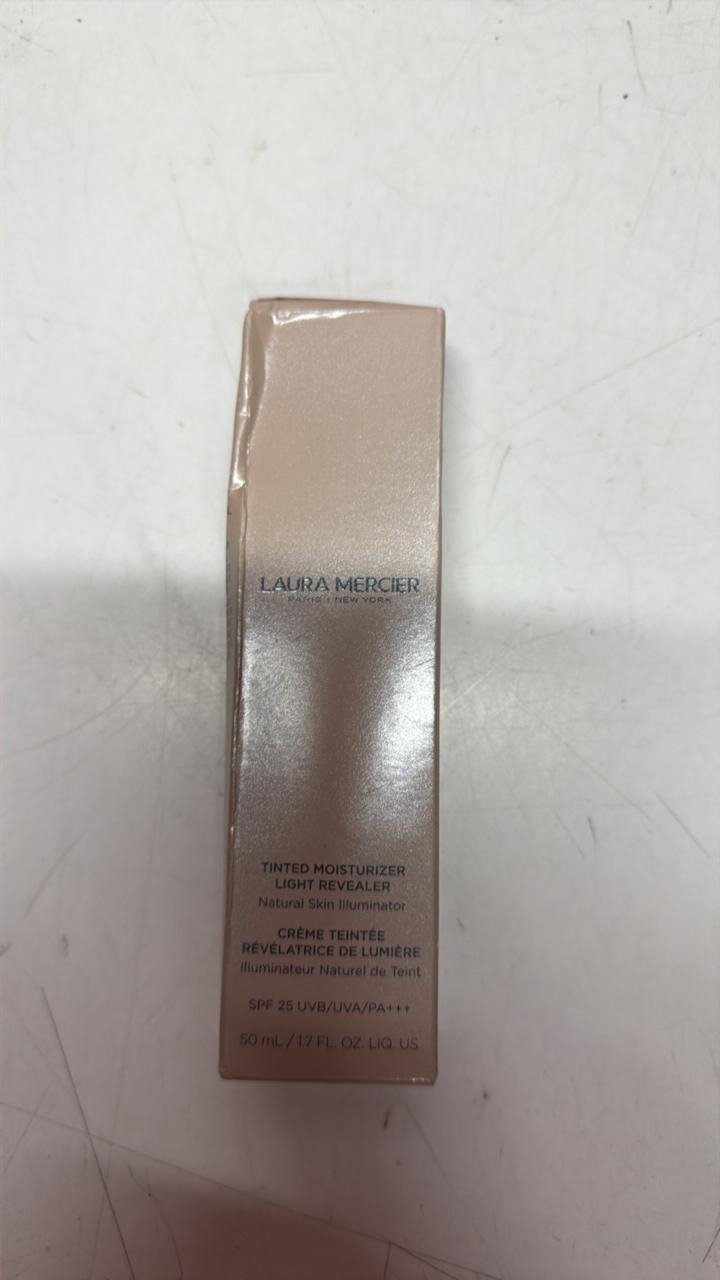 LAURA MERCIER
PARIS | NEW YORK
TINTED MOISTURIZER
LIGHT REVEALER
Natural Skin Illuminator
CRÈME TEINTÉE
RÉVÉLATRICE DE LUMIÈRE
Illuminateur Naturel de Teint
SPF 25 UVB/UVA/PA+++
50 mL / 1.7 FL. OZ. LIQ. US